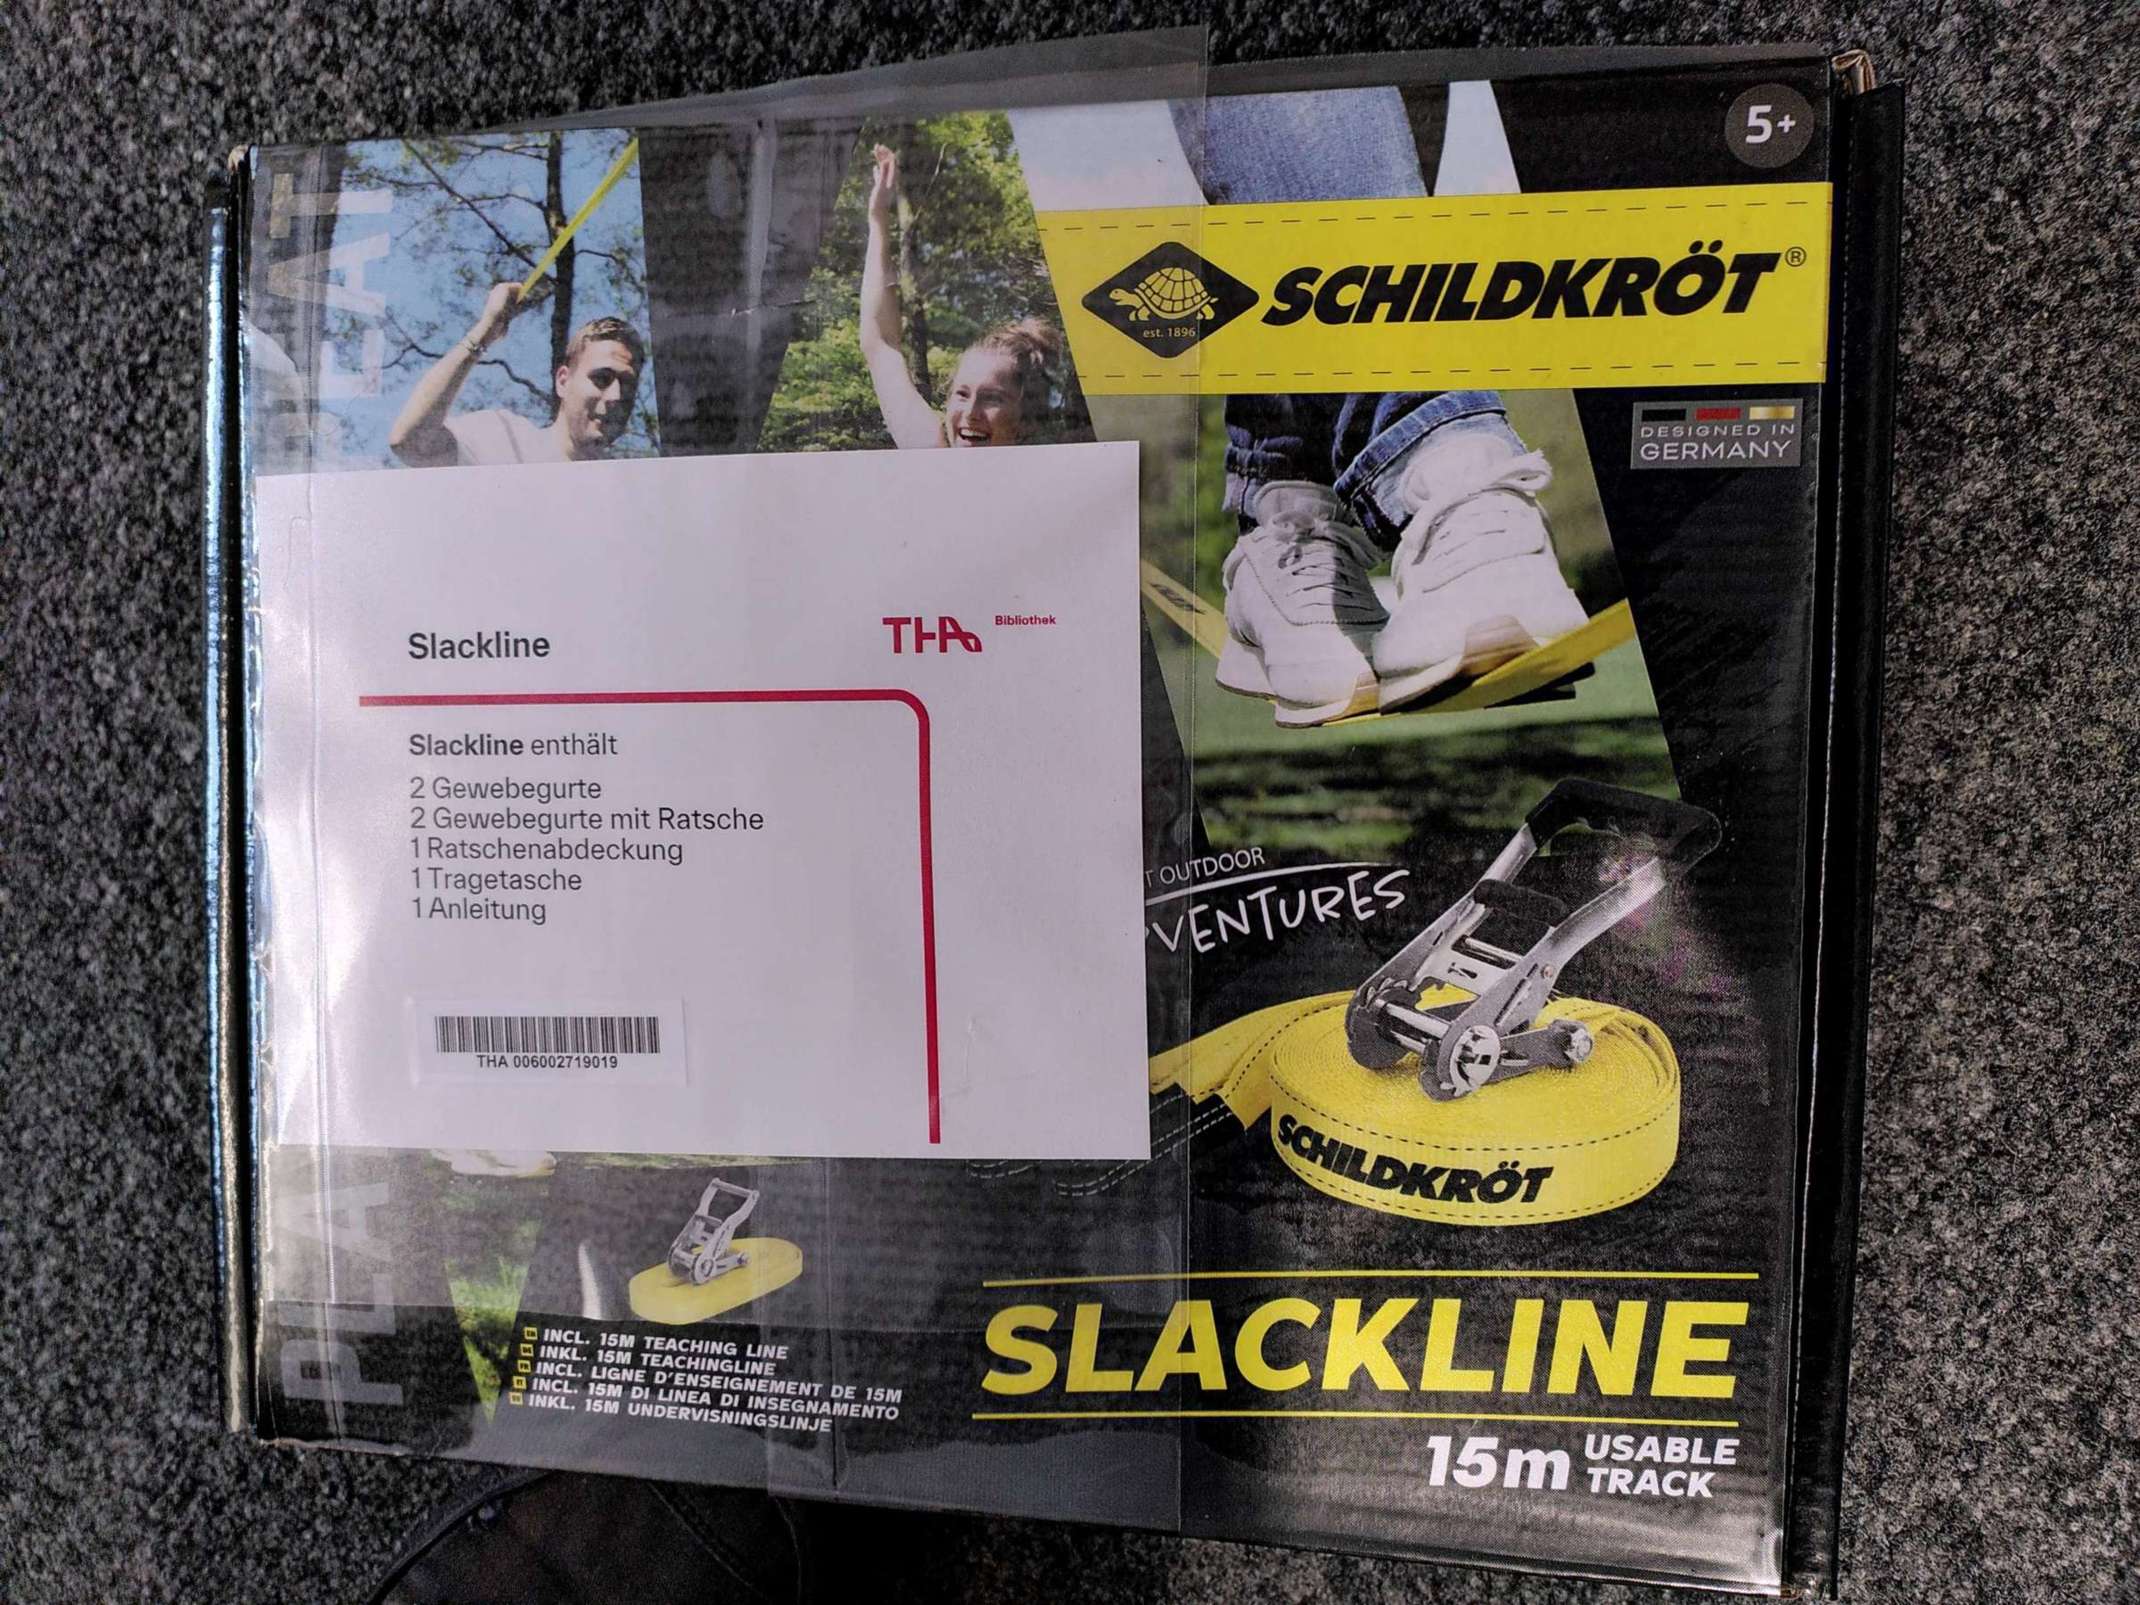 5+
SCHILDKRÖT®
est. 1896
DESIGNED IN
GERMANY
Slackline
THA Bibliothek
Slackline enthält
2 Gewebegurte
2 Gewebegurte mit Ratsche
1 Ratschenabdeckung
1 Tragetasche
1 Anleitung
THA 006002719019
OUTDOOR
VENTURES
SCHILDKRÖT
INCL. 15M TEACHING LINE
INKL. 15M TEACHINGLINE
INCL. LIGNE D'ENSEIGNEMENT DE 15M
INCL. 15M DI LINEA DI INSEGNAMENTO
INKL. 15M UNDERVISNINGSLINJE
SLACKLINE
15m USABLE
TRACK